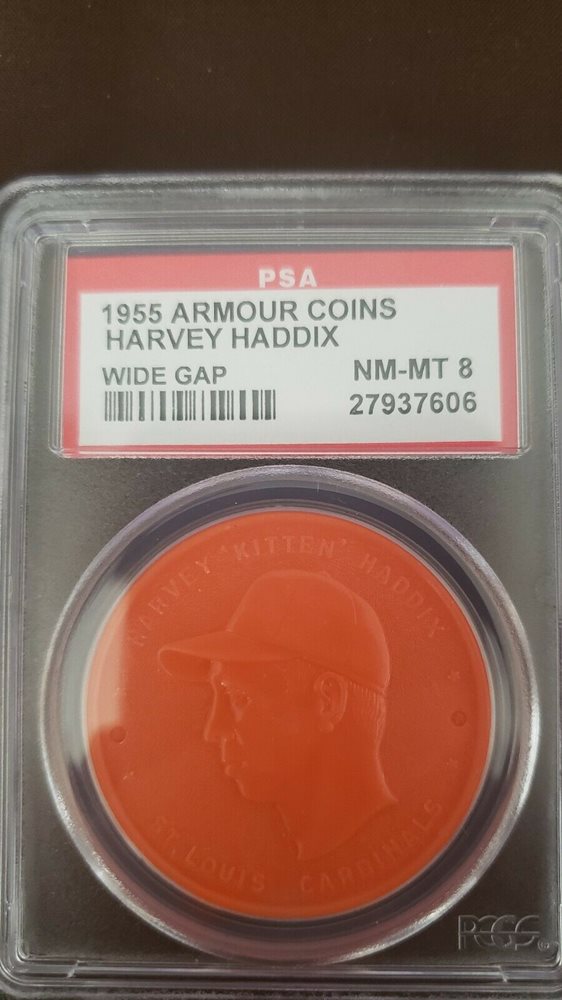 PSA
1955 ARMOUR COINS
HARVEY HADDIX
WIDE GAP NM-MT 8
27937606
HARVEY "KITTEN" HADDIX
ST. LOUIS CARDINALS
PCGS